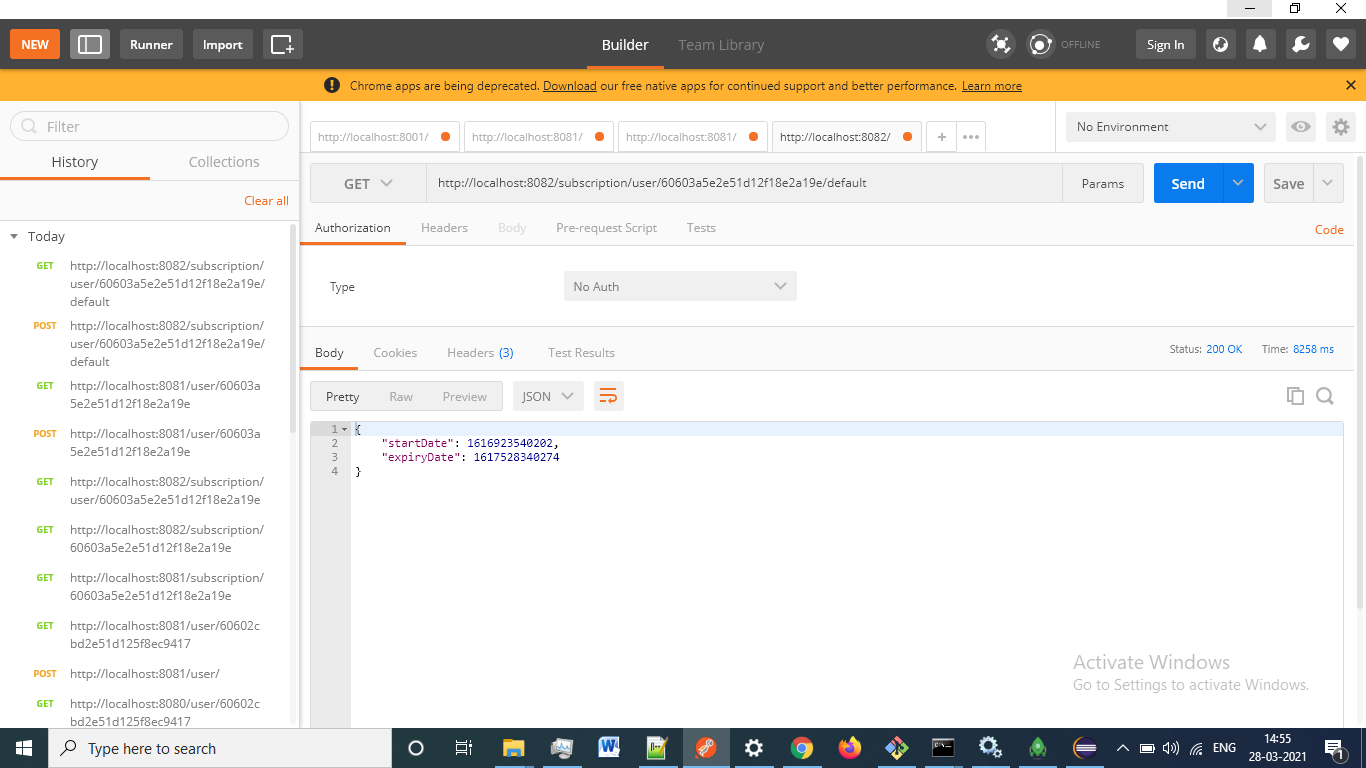 NEW
Runner
Import
Builder
Team Library
OFFLINE
Sign In
Chrome apps are being deprecated. Download our free native apps for continued support and better performance. Learn more
Filter
History
Collections
Clear all
Today
GET http://localhost:8082/subscription/
user/60603a5e2e51d12f18e2a19e/
default
POST http://localhost:8082/subscription/
user/60603a5e2e51d12f18e2a19e/
default
GET http://localhost:8081/user/60603a
5e2e51d12f18e2a19e
POST http://localhost:8081/user/60603a
5e2e51d12f18e2a19e
GET http://localhost:8082/subscription/
user/60603a5e2e51d12f18e2a19e
GET http://localhost:8082/subscription/
60603a5e2e51d12f18e2a19e
GET http://localhost:8081/subscription/
60603a5e2e51d12f18e2a19e
GET http://localhost:8081/user/60602c
bd2e51d125f8ec9417
POST http://localhost:8081/user/
GET http://localhost:8080/user/60602c
bd2e51d125f8ec9417
http://localhost:8001/
http://localhost:8081/
http://localhost:8081/
http://localhost:8082/
No Environment
GET
http://localhost:8082/subscription/user/60603a5e2e51d12f18e2a19e/default
Params
Send
Save
Authorization
Headers
Body
Pre-request Script
Tests
Code
Type
No Auth
Body
Cookies
Headers (3)
Test Results
Status: 200 OK
Time: 8258 ms
Pretty
Raw
Preview
JSON
1 {
2 "startDate": 1616923540202,
3 "expiryDate": 1617528340274
4 }
Activate Windows
Go to Settings to activate Windows.
Type here to search
ENG
14:55
28-03-2021
1